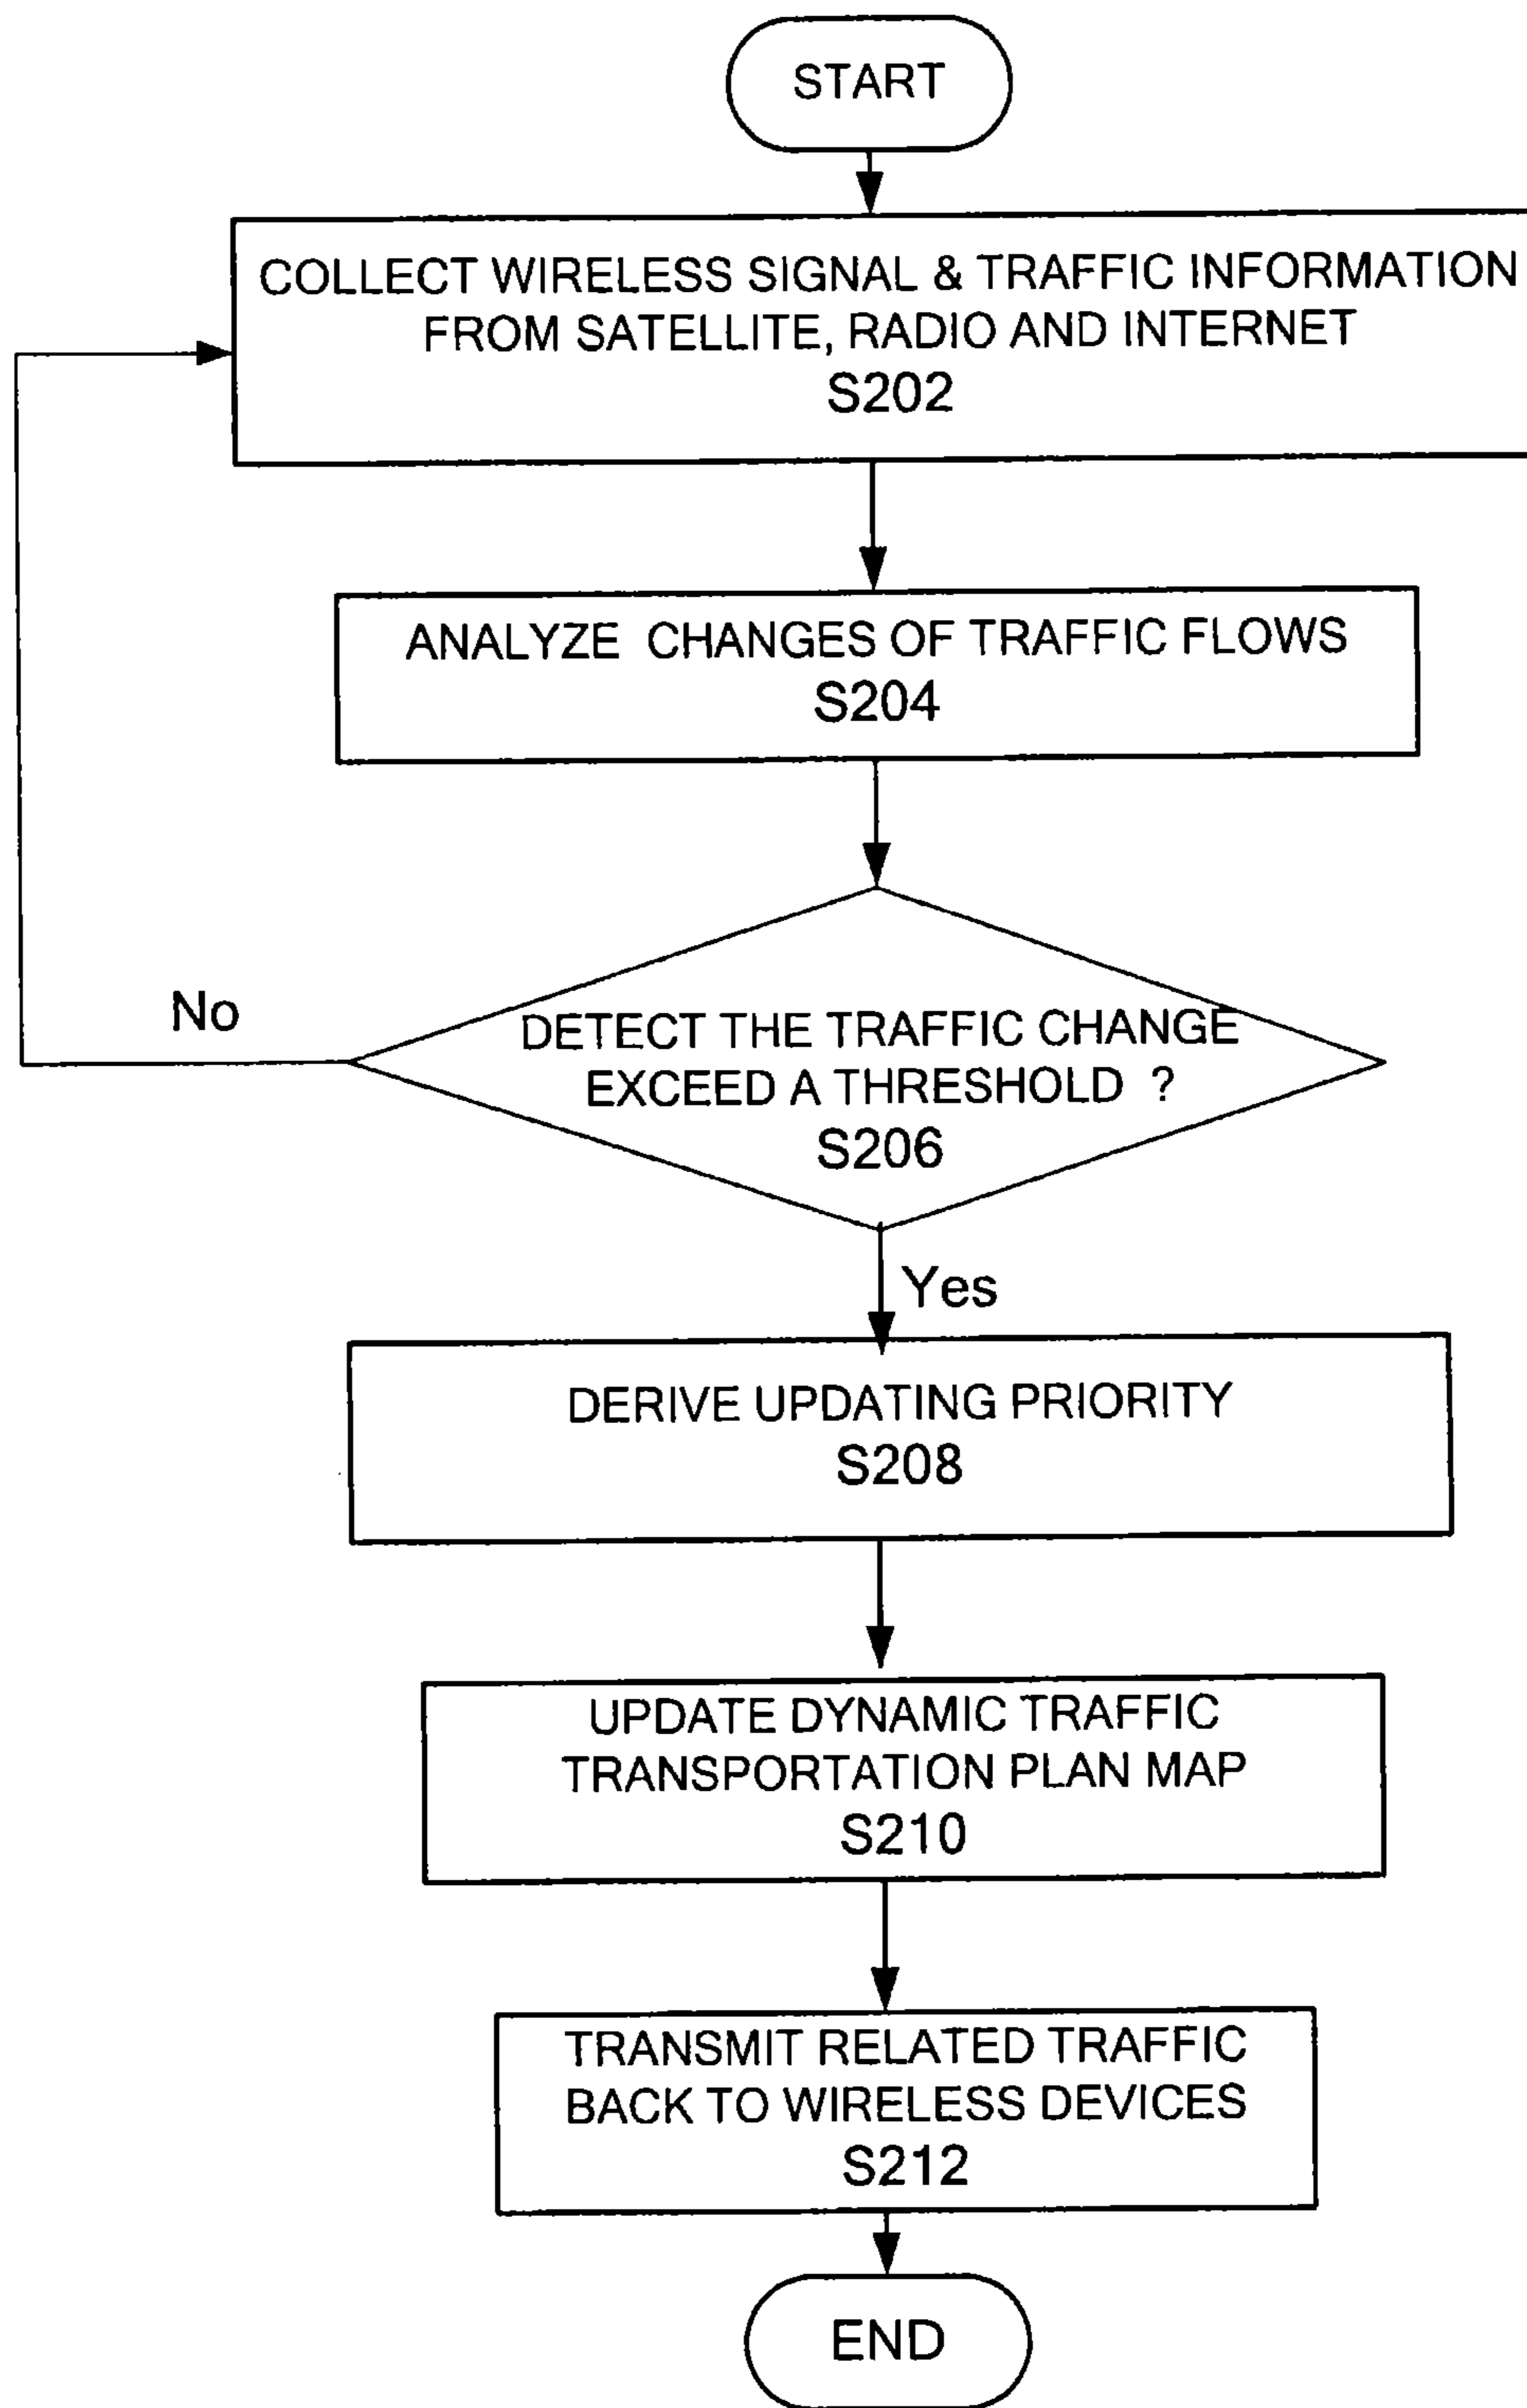 START
COLLECT WIRELESS SIGNAL & TRAFFIC INFORMATION
FROM SATELLITE, RADIO AND INTERNET
S202
ANALYZE CHANGES OF TRAFFIC FLOWS
S204
No
DETECT THE TRAFFIC CHANGE
EXCEED A THRESHOLD ?
S206
Yes
DERIVE UPDATING PRIORITY
S208
UPDATE DYNAMIC TRAFFIC
TRANSPORTATION PLAN MAP
S210
TRANSMIT RELATED TRAFFIC
BACK TO WIRELESS DEVICES
S212
END